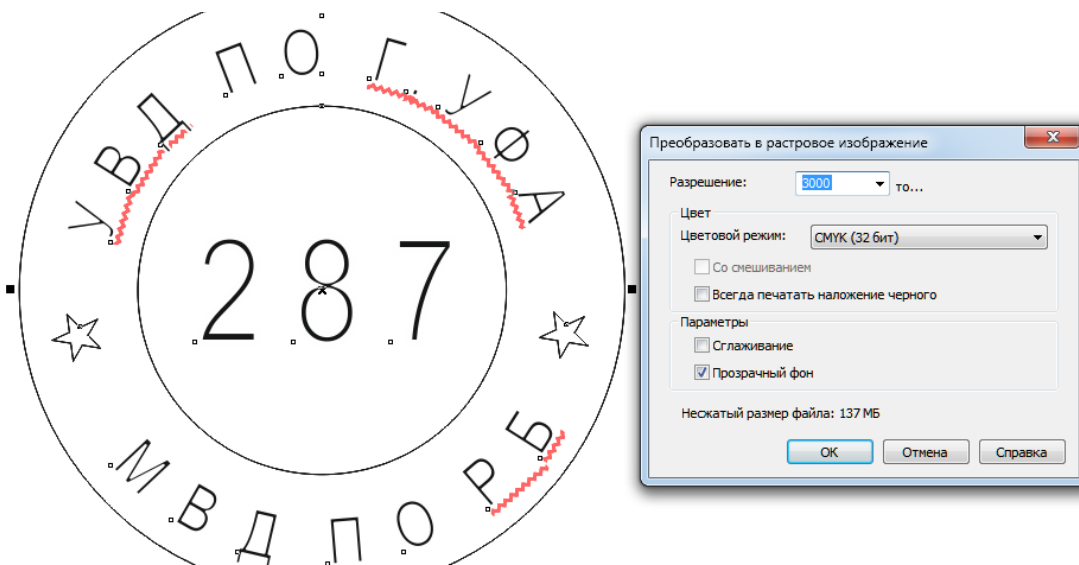 УВД ПО Г. УФА
287
МВД ПО РБ
Преобразовать в растровое изображение
Разрешение: 3000 то...
Цвет
Цветовой режим: CMYK (32 бит)
Со смешиванием
Всегда печатать наложение черного
Параметры
Сглаживание
Прозрачный фон
Несжатый размер файла: 137 МБ
OK Отмена Справка